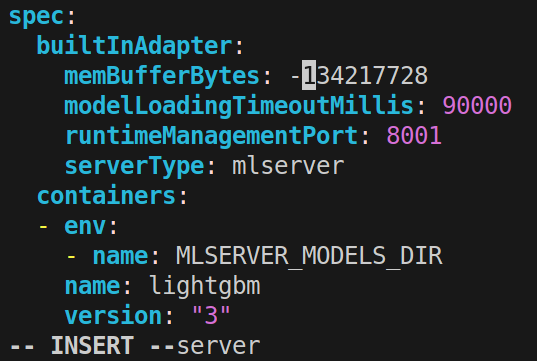 spec:
  builtInAdapter:
    memBufferBytes: -134217728
    modelLoadingTimeoutMillis: 90000
    runtimeManagementPort: 8001
    serverType: mlserver
  containers:
  - env:
    - name: MLSERVER_MODELS_DIR
    name: lightgbm
    version: "3"
-- INSERT --server